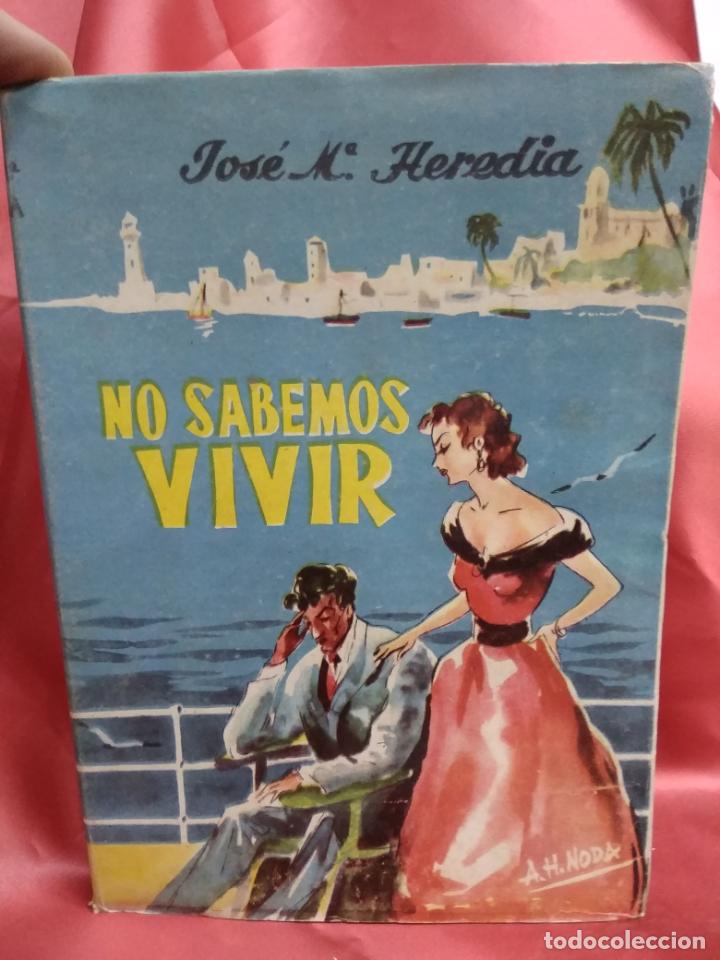 José Mª Heredia
NO SABEMOS
VIVIR
A.H.NODA
todocoleccion